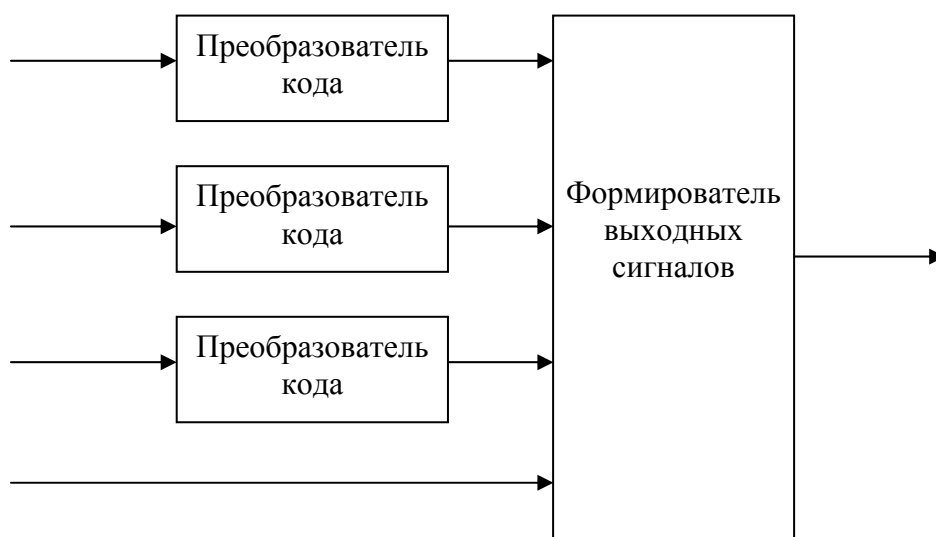 Преобразователь
кода
Преобразователь
кода
Преобразователь
кода
Формирователь
выходных
сигналов